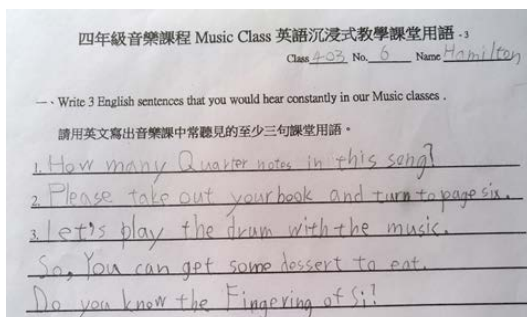 四年級音樂課程 Music Class 英語沉浸式教學課堂用語 - 3
Class 403 No. 6 Name Hamilton
一、Write 3 English sentences that you would hear constantly in our Music classes .
請用英文寫出音樂課中常聽見的至少三句課堂用語。
1. How many Quarter notes in this song?
2. Please take out your book and turn to page six.
3. Let's play the drum with the music.
So, You can get some dessert to eat.
Do you know the Fingering of Si?